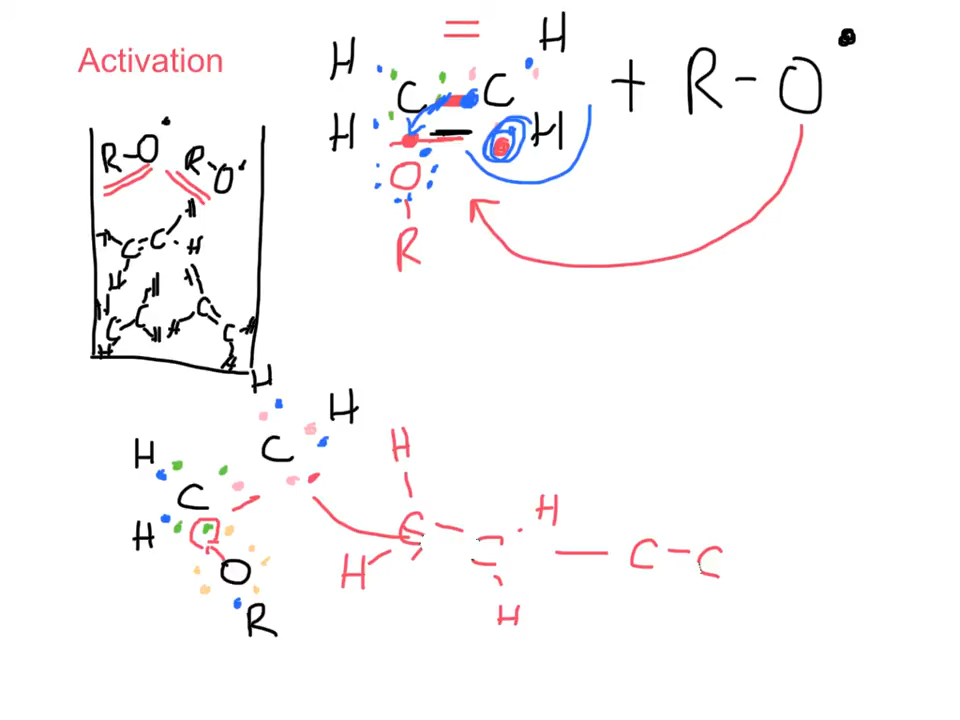 Activation
=
H H
C C + R - O
H H
O
R
R-O R O
H C = C H
H H
C C H C
H C
H H
H H
C
H
H C H
C C - C
H C
O H
R H